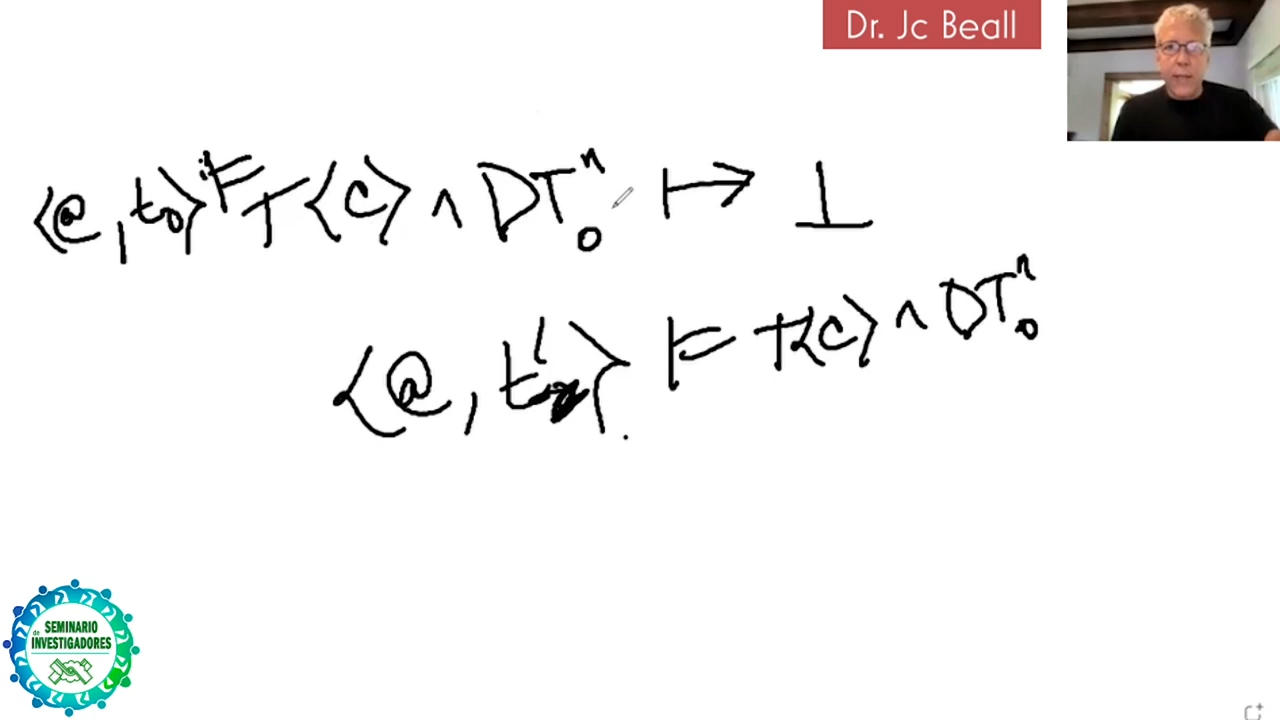 Dr. Jc Beall
⟨@, t₀⟩ ⊨ T⟨C⟩ ∧ DT₀ⁿ ↦ ⊥
⟨@, t'⟩ ⊨ T⟨C⟩ ∧ DT₀ⁿ
SEMINARIO
de INVESTIGADORES